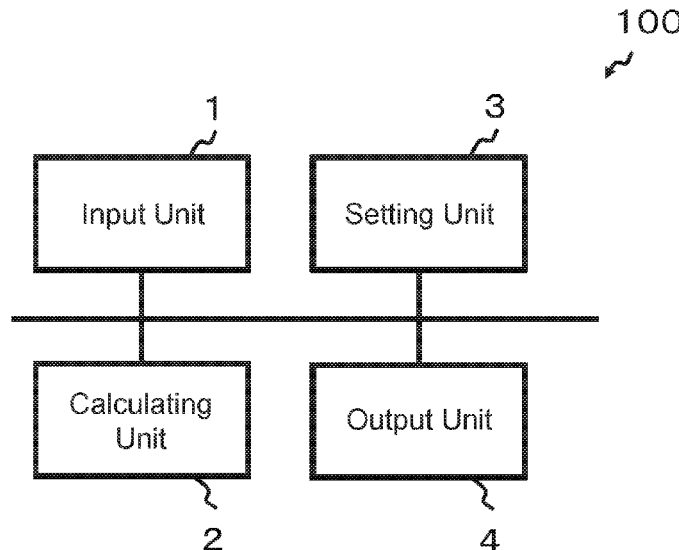 100
1
3
Input Unit
Setting Unit
Calculating
Unit
Output Unit
2
4